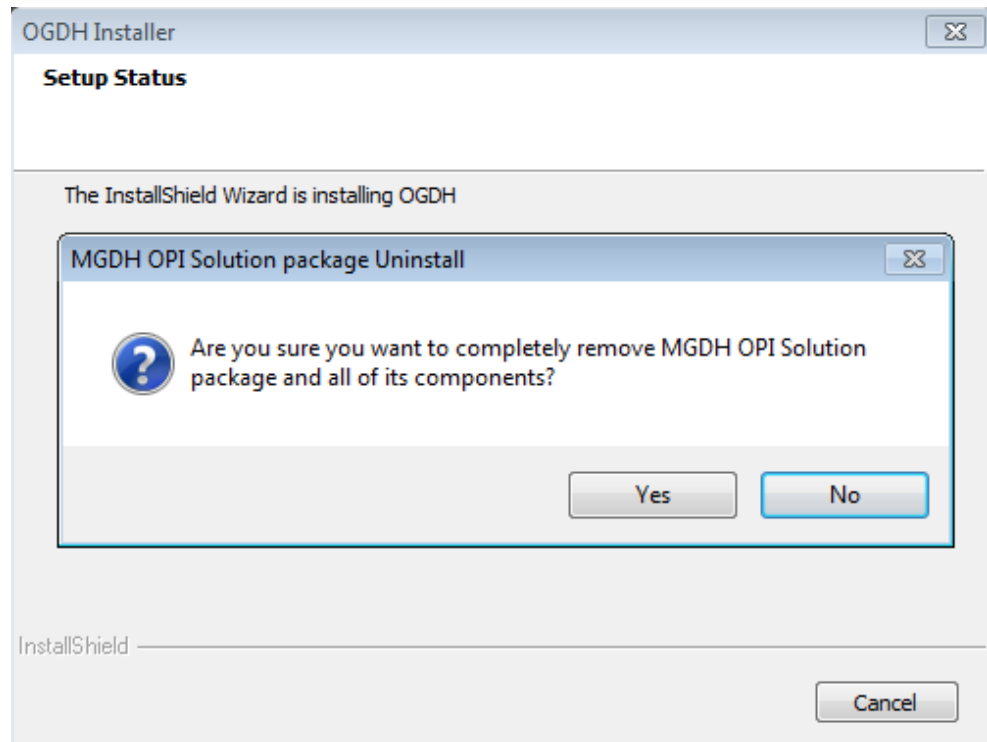 OGDH Installer
Setup Status
The InstallShield Wizard is installing OGDH
MGDH OPI Solution package Uninstall
Are you sure you want to completely remove MGDH OPI Solution
package and all of its components?
Yes No
InstallShield
Cancel